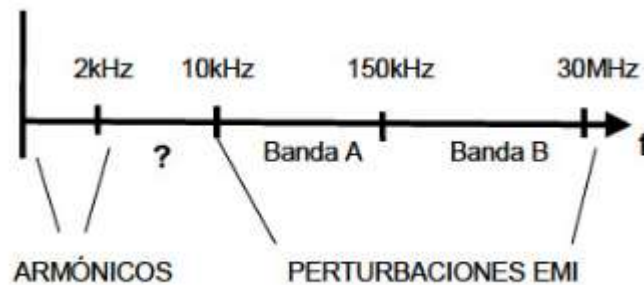 2kHz 10kHz 150kHz 30MHz
? Banda A Banda B f
ARMÓNICOS PERTURBACIONES EMI